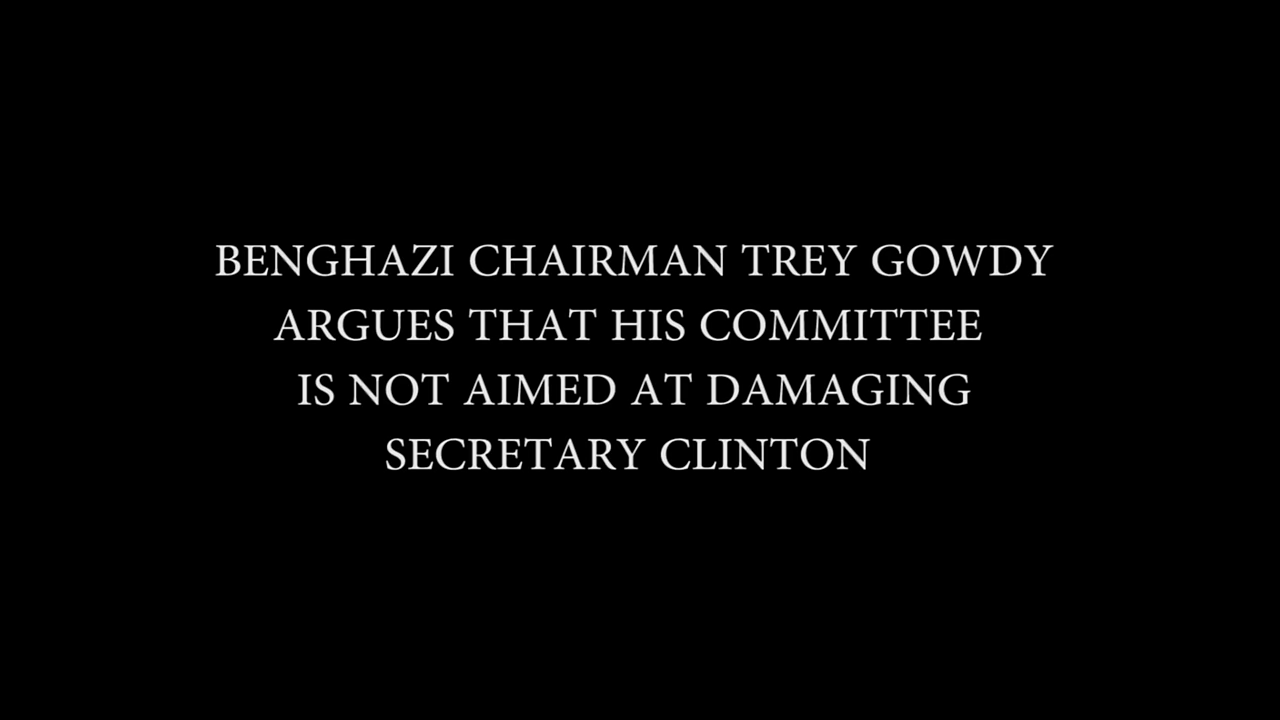 BENGHAZI CHAIRMAN TREY GOWDY
ARGUES THAT HIS COMMITTEE
IS NOT AIMED AT DAMAGING
SECRETARY CLINTON